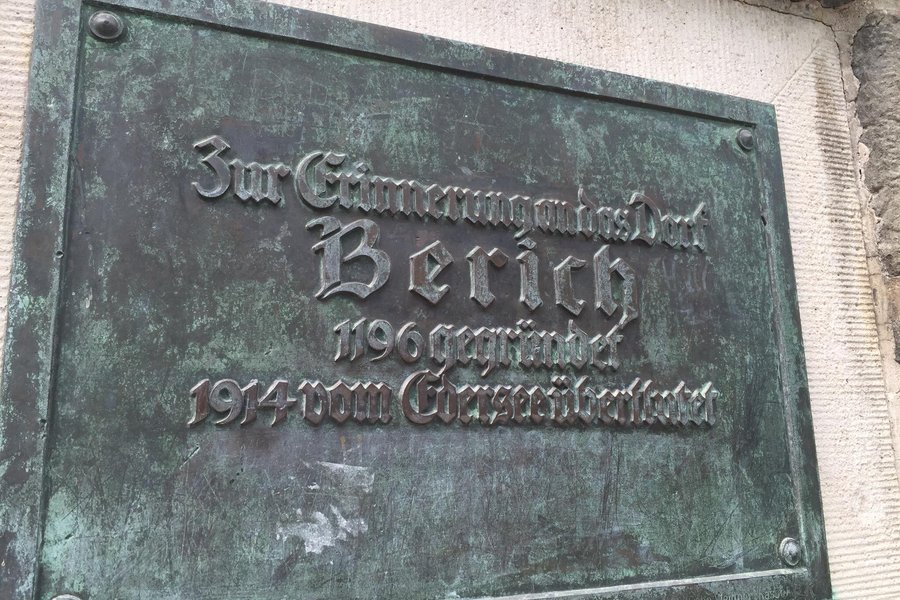 Zur Erinnerung an das Dorf
Berich
1196 gegründet
1914 vom Edersee überflutet